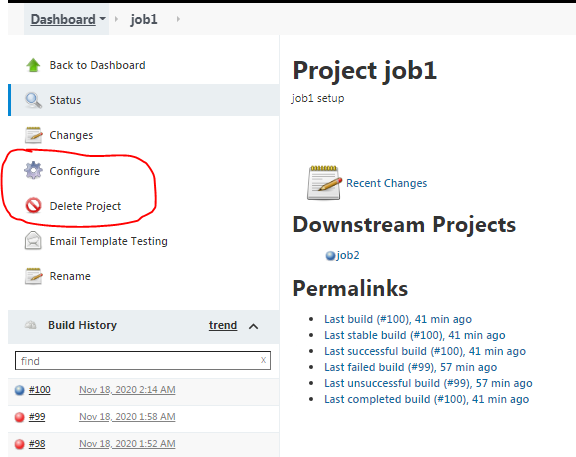 Dashboard job1
Back to Dashboard
Status
Changes
Configure
Delete Project
Email Template Testing
Rename
Build History trend
find x
#100 Nov 18, 2020 2:14 AM
#99 Nov 18, 2020 1:58 AM
#98 Nov 18, 2020 1:52 AM
Project job1
job1 setup
Recent Changes
Downstream Projects
job2
Permalinks
Last build (#100), 41 min ago
Last stable build (#100), 41 min ago
Last successful build (#100), 41 min ago
Last failed build (#99), 57 min ago
Last unsuccessful build (#99), 57 min ago
Last completed build (#100), 41 min ago